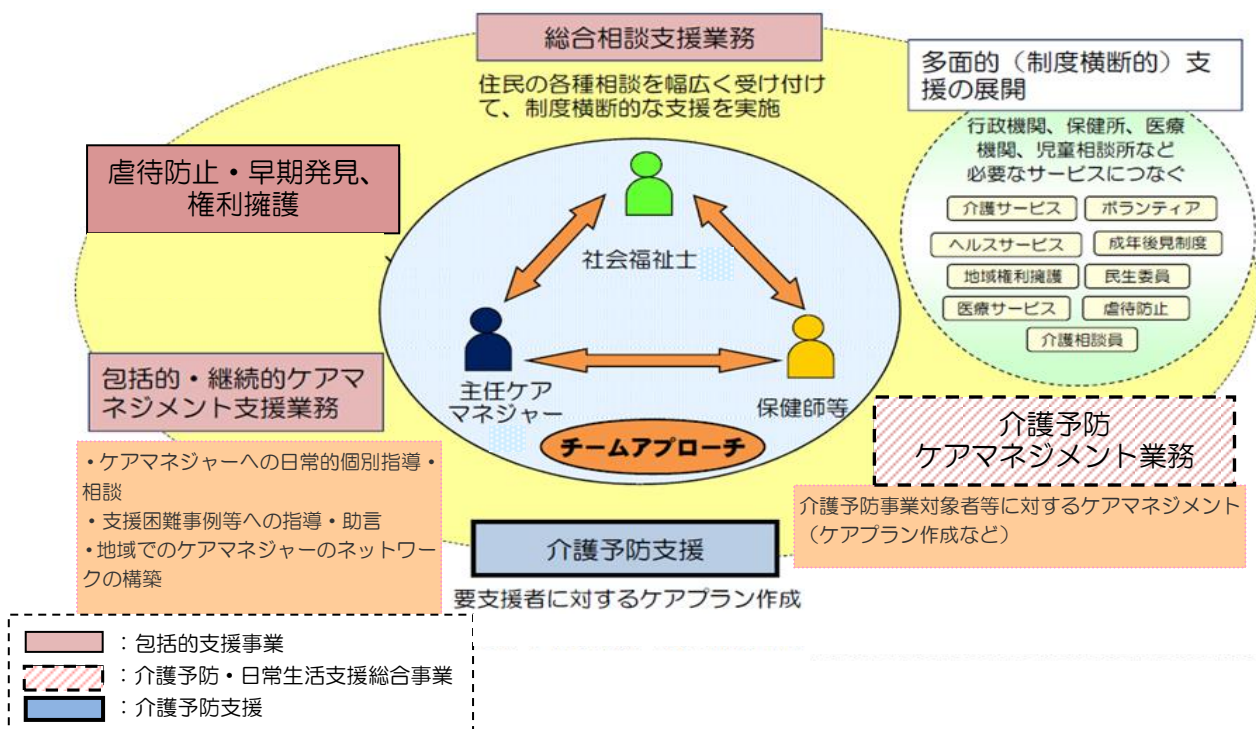 総合相談支援業務
住民の各種相談を幅広く受け付け
て、制度横断的な支援を実施
多面的（制度横断的）支
援の展開
行政機関、保健所、医療
機関、児童相談所など
必要なサービスにつなぐ
介護サービス
ボランティア
ヘルスサービス
成年後見制度
地域権利擁護
民生委員
医療サービス
虐待防止
介護相談員
虐待防止・早期発見、
権利擁護
社会福祉士
主任ケア
マネジャー
保健師等
チームアプローチ
包括的・継続的ケアマ
ネジメント支援業務
・ケアマネジャーへの日常的個別指導・
相談
・支援困難事例等への指導・助言
・地域でのケアマネジャーのネットワー
クの構築
介護予防
ケアマネジメント業務
介護予防事業対象者等に対するケアマネジメント
（ケアプラン作成など）
介護予防支援
要支援者に対するケアプラン作成
：包括的支援事業
：介護予防・日常生活支援総合事業
：介護予防支援